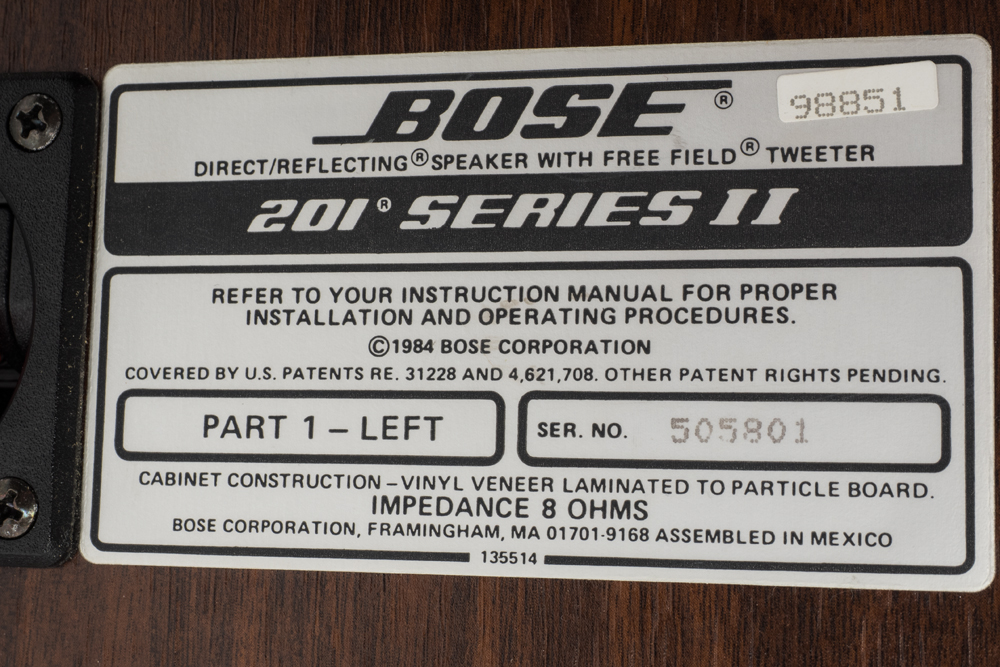 BOSE®
98851
DIRECT/REFLECTING® SPEAKER WITH FREE FIELD® TWEETER
201® SERIES II
REFER TO YOUR INSTRUCTION MANUAL FOR PROPER
INSTALLATION AND OPERATING PROCEDURES.
©1984 BOSE CORPORATION
COVERED BY U.S. PATENTS RE. 31228 AND 4,621,708. OTHER PATENT RIGHTS PENDING.
PART 1 – LEFT
SER. NO. 505801
CABINET CONSTRUCTION – VINYL VENEER LAMINATED TO PARTICLE BOARD.
IMPEDANCE 8 OHMS
BOSE CORPORATION, FRAMINGHAM, MA 01701-9168 ASSEMBLED IN MEXICO
135514